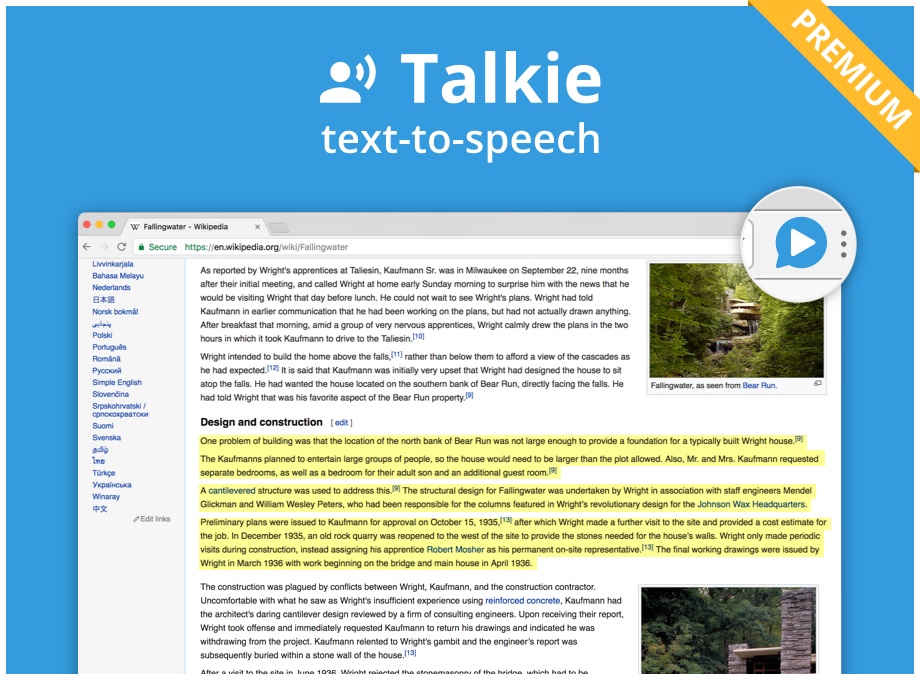 PREMIUM
Talkie
text-to-speech
W Fallingwater - Wikipedia ×
Secure https://en.wikipedia.org/wiki/Fallingwater
Livvinkarjala
Bahasa Melayu
Nederlands
日本語
Norsk bokmål
پنجابی
Polski
Português
Română
Русский
Simple English
Slovenčina
Srpskohrvatski /
српскохрватски
Suomi
Svenska
தமிழ்
ไทย
Türkçe
Українська
Winaray
中文
Edit links
As reported by Wright's apprentices at Taliesin, Kaufmann Sr. was in Milwaukee on September 22, nine months
after their initial meeting, and called Wright at home early Sunday morning to surprise him with the news that he
would be visiting Wright that day before lunch. He could not wait to see Wright's plans. Wright had told
Kaufmann in earlier communication that he had been working on the plans, but had not actually drawn anything.
After breakfast that morning, amid a group of very nervous apprentices, Wright calmly drew the plans in the two
hours in which it took Kaufmann to drive to the Taliesin.[10]
Wright intended to build the home above the falls,[11] rather than below them to afford a view of the cascades as
he had expected.[12] It is said that Kaufmann was initially very upset that Wright had designed the house to sit
atop the falls. He had wanted the house located on the southern bank of Bear Run, directly facing the falls. He
had told Wright that was his favorite aspect of the Bear Run property.[9]
Fallingwater, as seen from Bear Run.
Design and construction [ edit ]
One problem of building was that the location of the north bank of Bear Run was not large enough to provide a foundation for a typically built Wright house.[9]
The Kaufmanns planned to entertain large groups of people, so the house would need to be larger than the plot allowed. Also, Mr. and Mrs. Kaufmann requested
separate bedrooms, as well as a bedroom for their adult son and an additional guest room.[9]
A cantilevered structure was used to address this.[9] The structural design for Fallingwater was undertaken by Wright in association with staff engineers Mendel
Glickman and William Wesley Peters, who had been responsible for the columns featured in Wright's revolutionary design for the Johnson Wax Headquarters.
Preliminary plans were issued to Kaufmann for approval on October 15, 1935,[13] after which Wright made a further visit to the site and provided a cost estimate for
the job. In December 1935, an old rock quarry was reopened to the west of the site to provide the stones needed for the house's walls. Wright only made periodic
visits during construction, instead assigning his apprentice Robert Mosher as his permanent on-site representative.[13] The final working drawings were issued by
Wright in March 1936 with work beginning on the bridge and main house in April 1936.
The construction was plagued by conflicts between Wright, Kaufmann, and the construction contractor.
Uncomfortable with what he saw as Wright's insufficient experience using reinforced concrete, Kaufmann had
the architect's daring cantilever design reviewed by a firm of consulting engineers. Upon receiving their report,
Wright took offense and immediately requested Kaufmann to return his drawings and indicated he was
withdrawing from the project. Kaufmann relented to Wright's gambit and the engineer's report was
subsequently buried within a stone wall of the house.[13]
After a visit to the site in June 1936, Wright rejected the stonemasonry of the bridge, which had to be